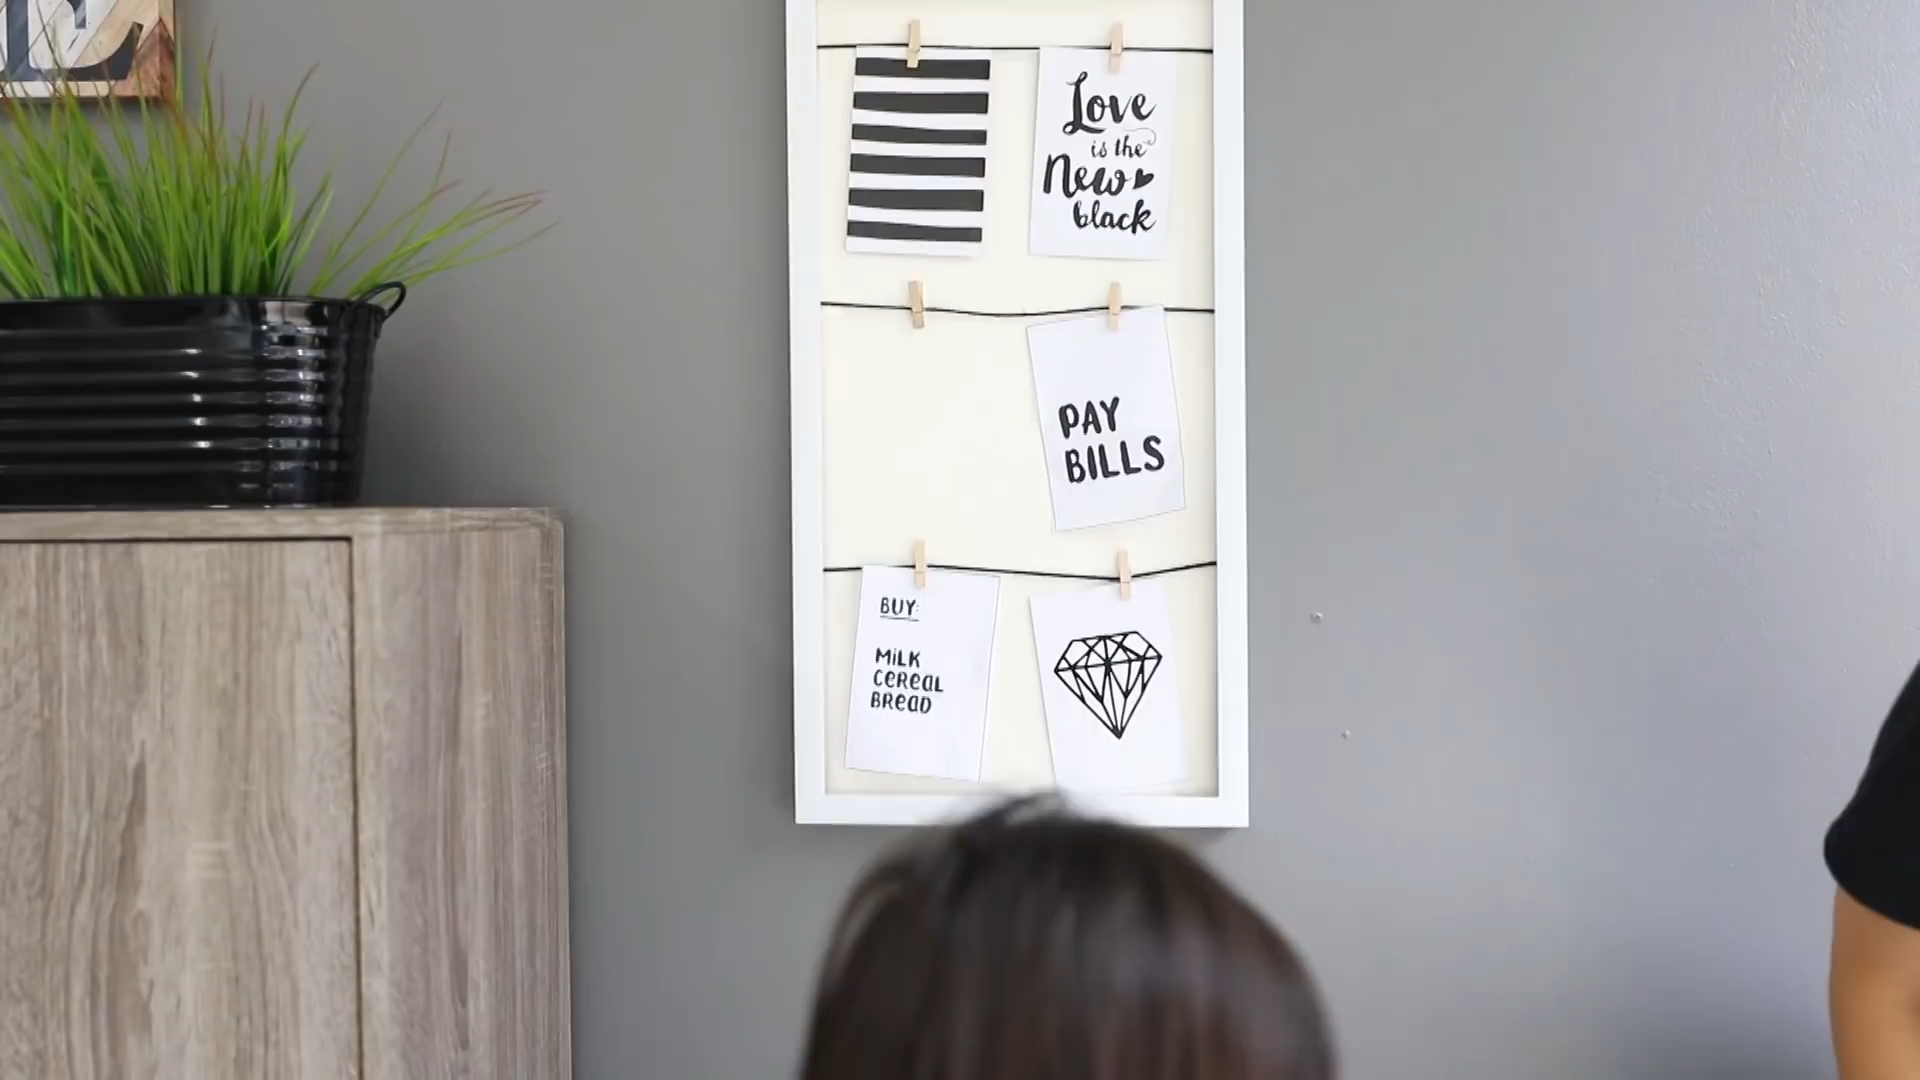 Love
is the
New
black
PAY
BILLS
BUY:
MiLK
CeReaL
BReaD